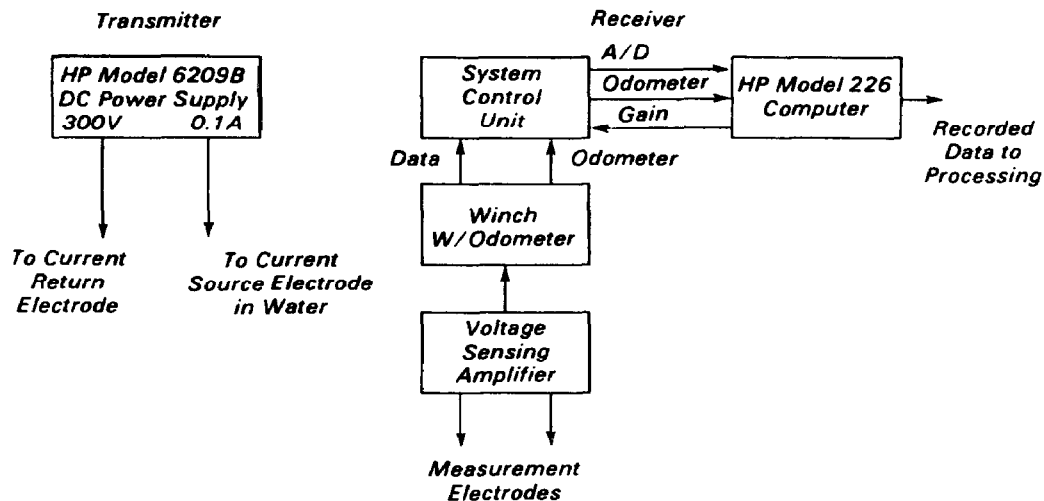 Transmitter
HP Model 6209B
DC Power Supply
300V 0.1A
To Current
Return
Electrode
To Current
Source Electrode
in Water
Receiver
System
Control
Unit
A/D
Odometer
Gain
HP Model 226
Computer
Recorded
Data to
Processing
Data
Odometer
Winch
W/Odometer
Voltage
Sensing
Amplifier
Measurement
Electrodes